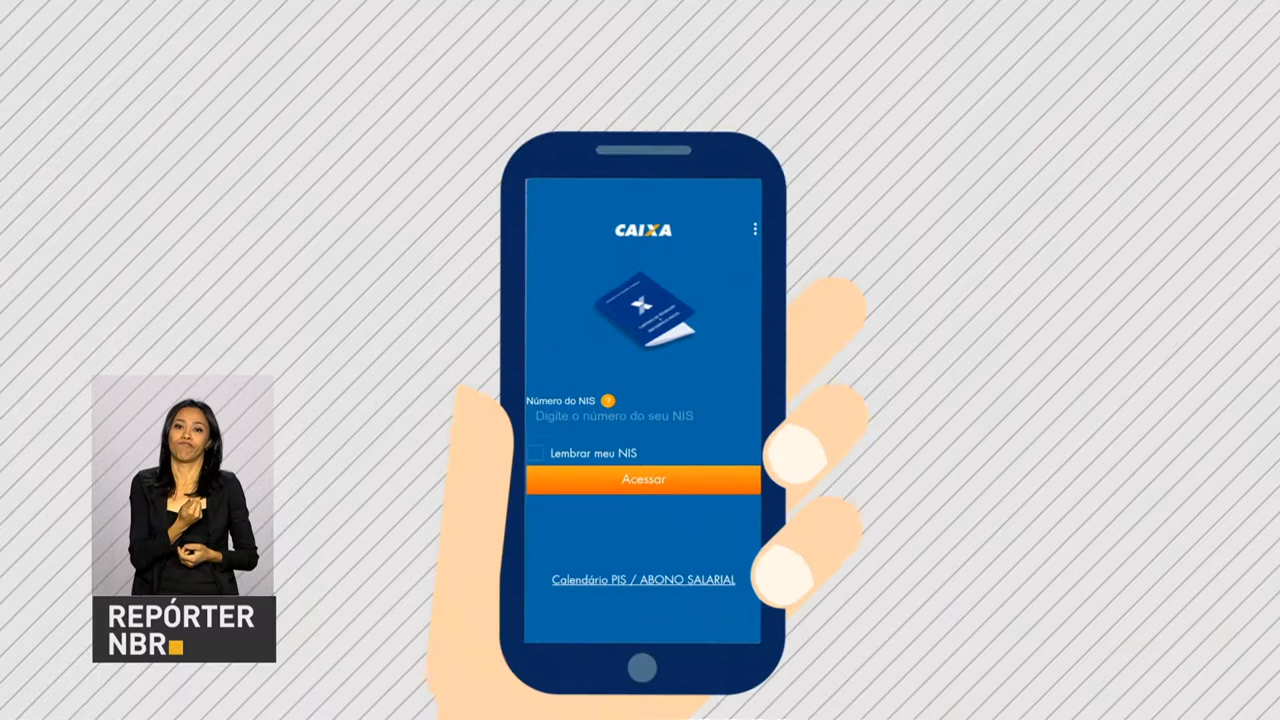 CAIXA
Número do NIS ?
Digite o número do seu NIS
Lembrar meu NIS
Acessar
Calendário PIS / ABONO SALARIAL
REPÓRTER
NBR